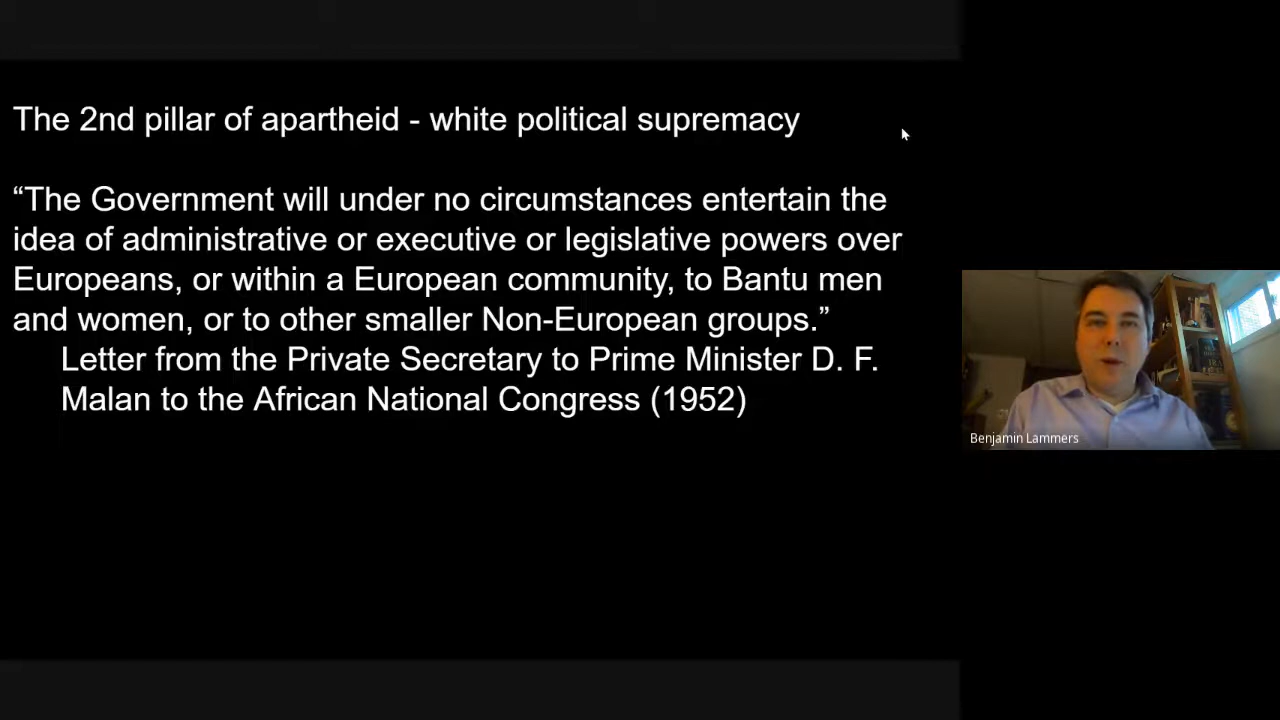 The 2nd pillar of apartheid - white political supremacy
“The Government will under no circumstances entertain the
idea of administrative or executive or legislative powers over
Europeans, or within a European community, to Bantu men
and women, or to other smaller Non-European groups.”
Letter from the Private Secretary to Prime Minister D. F.
Malan to the African National Congress (1952)
Benjamin Lammers